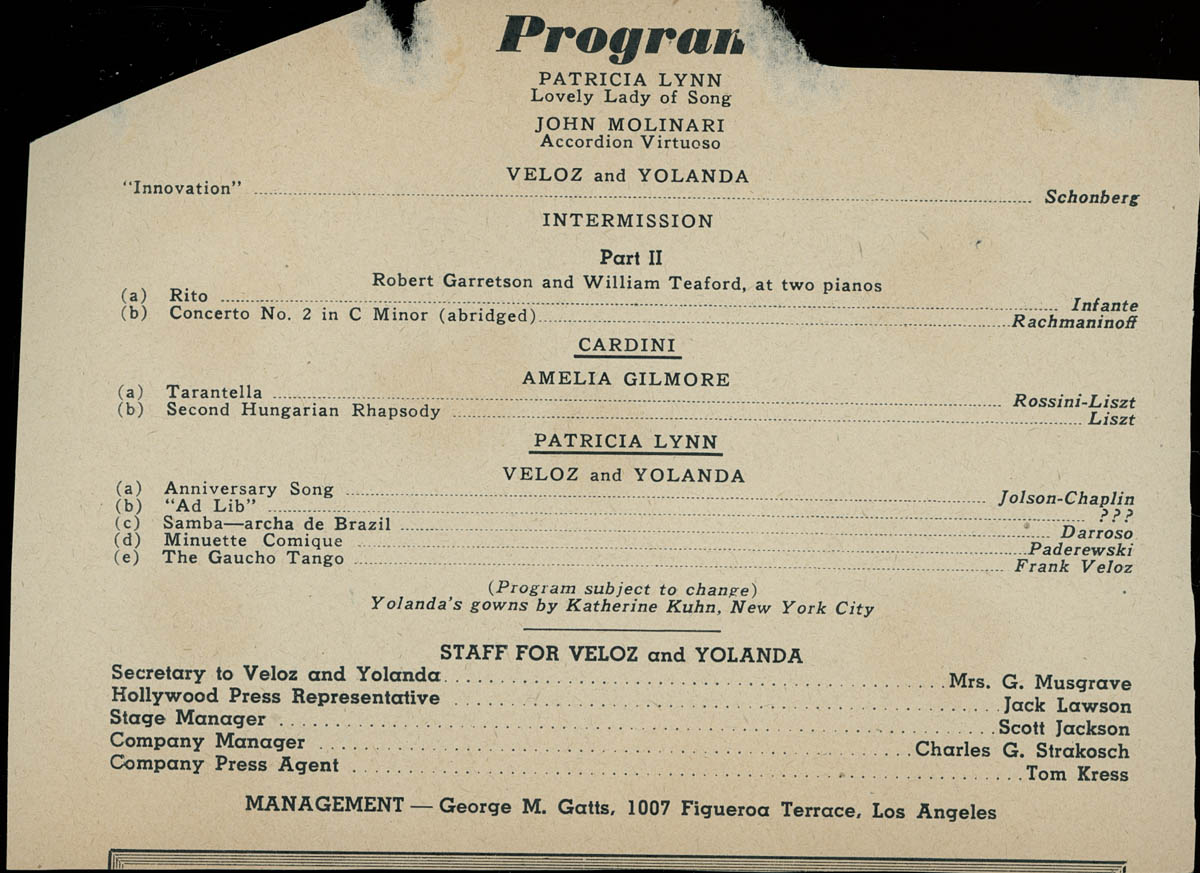 Program
PATRICIA LYNN
Lovely Lady of Song
JOHN MOLINARI
Accordion Virtuoso
VELOZ and YOLANDA
"Innovation" Schonberg
INTERMISSION
Part II
Robert Garretson and William Teaford, at two pianos
(a) Rito Infante
(b) Concerto No. 2 in C Minor (abridged) Rachmaninoff
CARDINI
AMELIA GILMORE
(a) Tarantella Rossini-Liszt
(b) Second Hungarian Rhapsody Liszt
PATRICIA LYNN
VELOZ and YOLANDA
(a) Anniversary Song Jolson-Chaplin
(b) "Ad Lib" ???
(c) Samba—archa de Brazil Darroso
(d) Minuette Comique Paderewski
(e) The Gaucho Tango Frank Veloz
(Program subject to change)
Yolanda's gowns by Katherine Kuhn, New York City
STAFF FOR VELOZ and YOLANDA
Secretary to Veloz and Yolanda Mrs. G. Musgrave
Hollywood Press Representative Jack Lawson
Stage Manager Scott Jackson
Company Manager Charles G. Strakosch
Company Press Agent Tom Kress
MANAGEMENT — George M. Gatts, 1007 Figueroa Terrace, Los Angeles